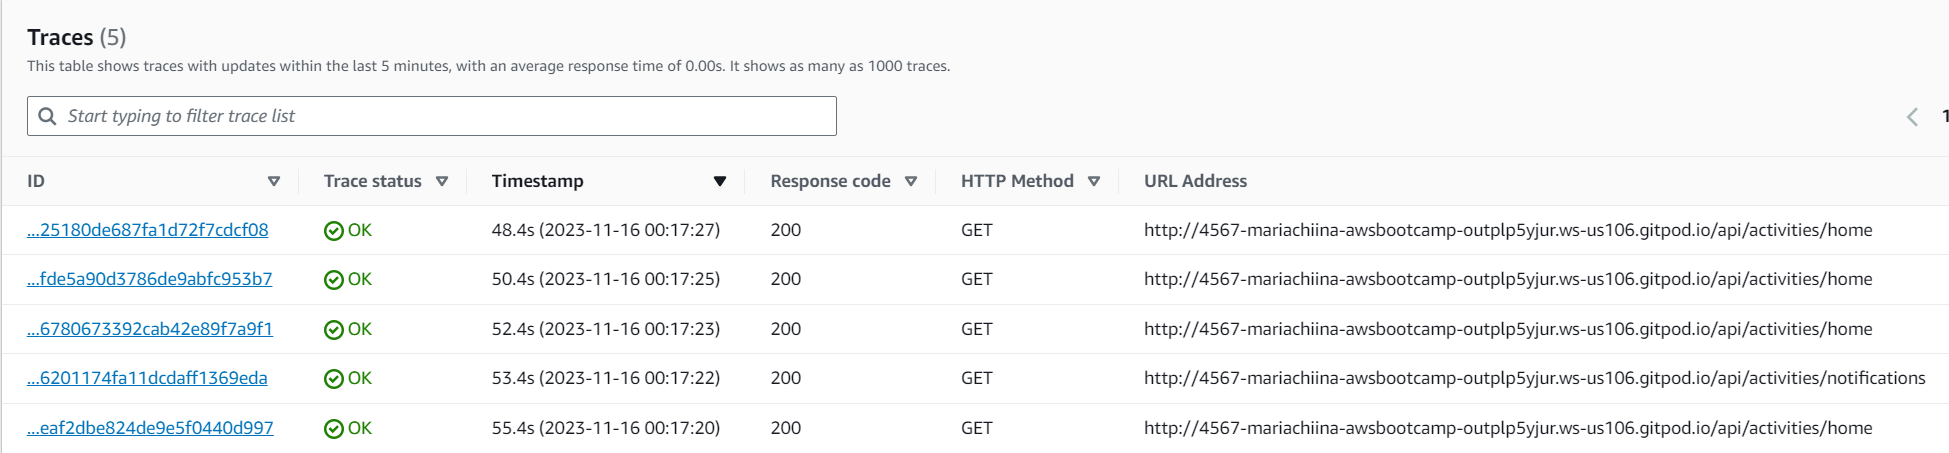 Traces (5)
This table shows traces with updates within the last 5 minutes, with an average response time of 0.00s. It shows as many as 1000 traces.
Start typing to filter trace list
1
ID Trace status Timestamp Response code HTTP Method URL Address
...25180de687fa1d72f7cdcf08 OK 48.4s (2023-11-16 00:17:27) 200 GET http://4567-mariachiina-awsbootcamp-outplp5yjur.ws-us106.gitpod.io/api/activities/home
...fde5a90d3786de9abfc953b7 OK 50.4s (2023-11-16 00:17:25) 200 GET http://4567-mariachiina-awsbootcamp-outplp5yjur.ws-us106.gitpod.io/api/activities/home
...6780673392cab42e89f7a9f1 OK 52.4s (2023-11-16 00:17:23) 200 GET http://4567-mariachiina-awsbootcamp-outplp5yjur.ws-us106.gitpod.io/api/activities/home
...6201174fa11dcdaff1369eda OK 53.4s (2023-11-16 00:17:22) 200 GET http://4567-mariachiina-awsbootcamp-outplp5yjur.ws-us106.gitpod.io/api/activities/notifications
...eaf2dbe824de9e5f0440d997 OK 55.4s (2023-11-16 00:17:20) 200 GET http://4567-mariachiina-awsbootcamp-outplp5yjur.ws-us106.gitpod.io/api/activities/home